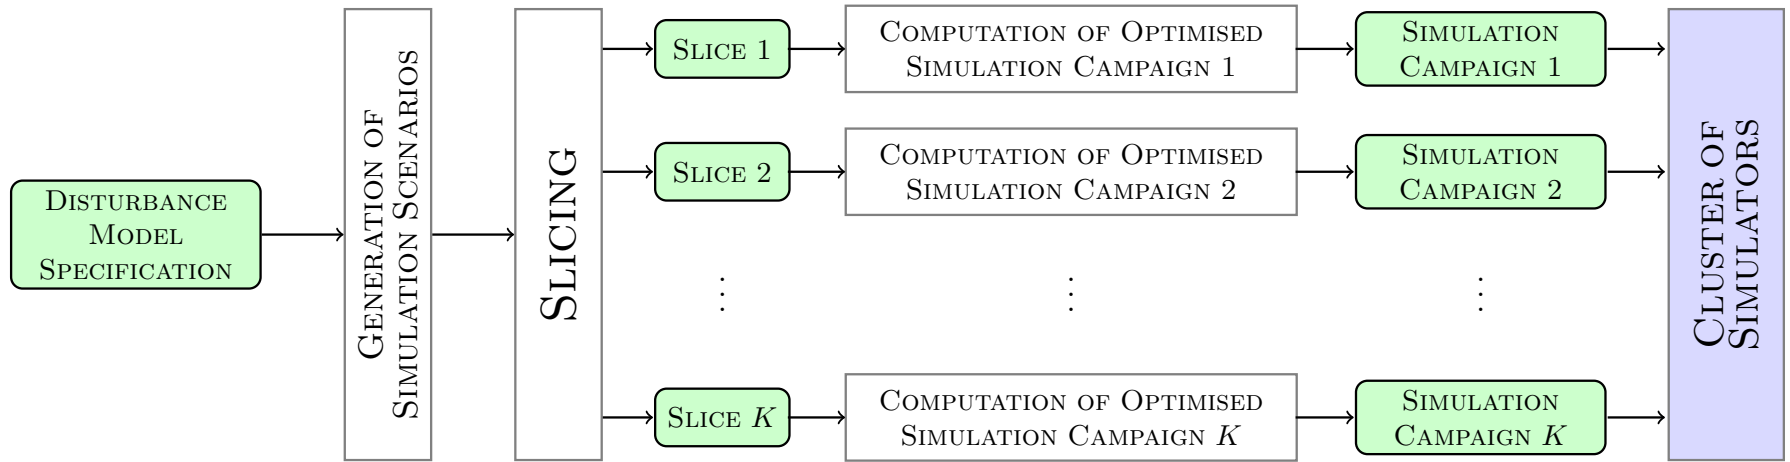 Disturbance
Model
Specification
Generation of
Simulation Scenarios
Slicing
Slice 1
Computation of Optimised
Simulation Campaign 1
Simulation
Campaign 1
Slice 2
Computation of Optimised
Simulation Campaign 2
Simulation
Campaign 2
⋮ ⋮ ⋮
Slice K
Computation of Optimised
Simulation Campaign K
Simulation
Campaign K
Cluster of
Simulators